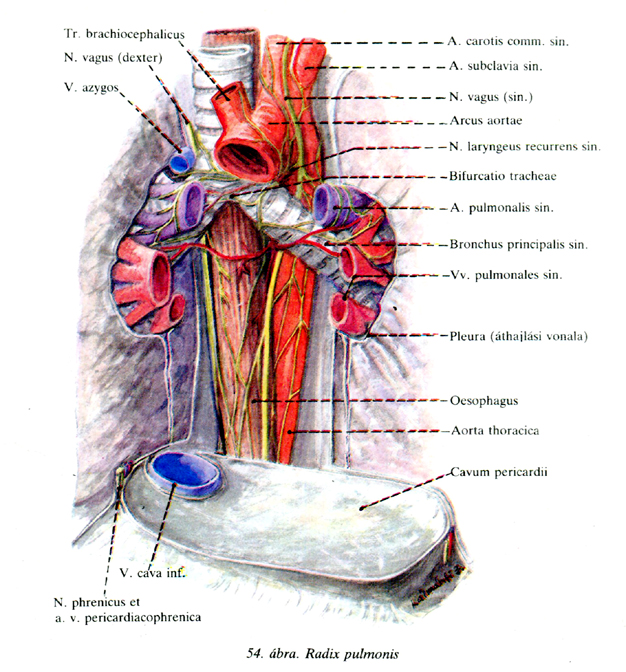 Tr. brachiocephalicus
N. vagus (dexter)
V. azygos
A. carotis comm. sin.
A. subclavia sin.
N. vagus (sin.)
Arcus aortae
N. laryngeus recurrens sin.
Bifurcatio tracheae
A. pulmonalis sin.
Bronchus principalis sin.
Vv. pulmonales sin.
Pleura (áthajlási vonala)
Oesophagus
Aorta thoracica
Cavum pericardii
V. cava inf.
N. phrenicus et
a. v. pericardiacophrenica
54. ábra. Radix pulmonis